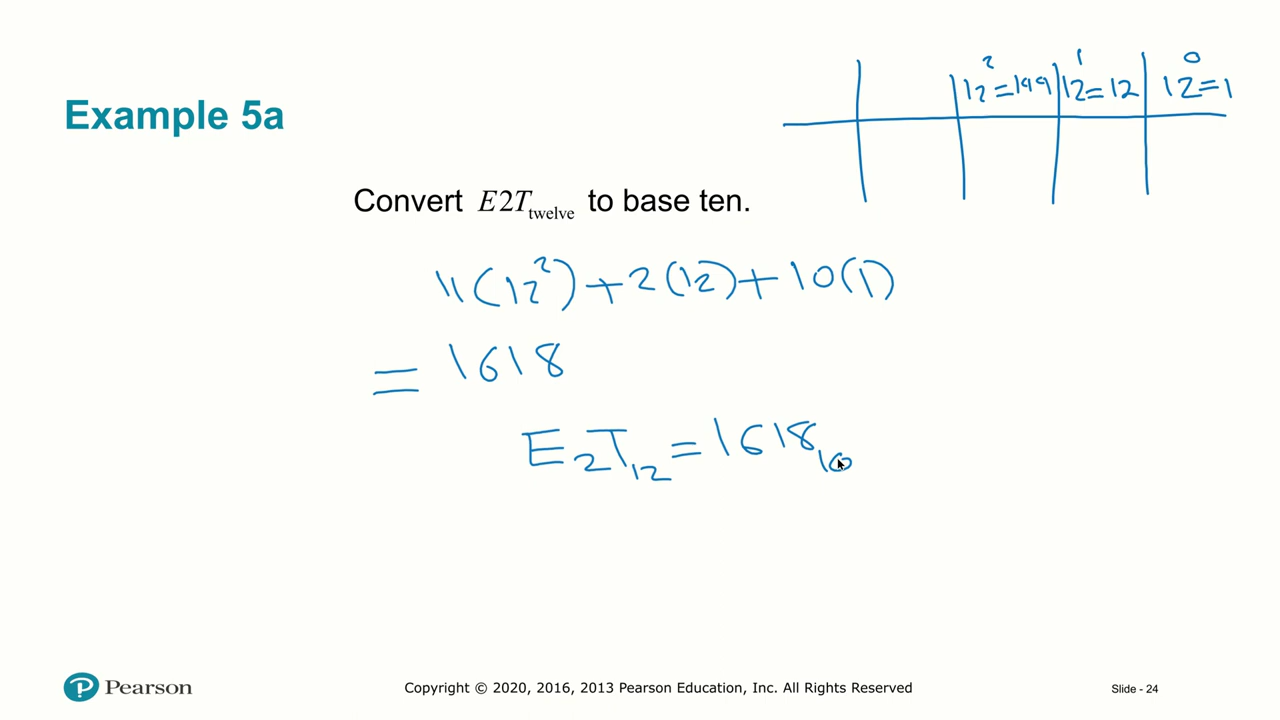 12²=144 12¹=12 12⁰=1
Example 5a
Convert E2Ttwelve to base ten.
11(12²)+2(12)+10(1)
=1618
E2T₁₂=1618₁₀
Pearson
Copyright © 2020, 2016, 2013 Pearson Education, Inc. All Rights Reserved
Slide - 24